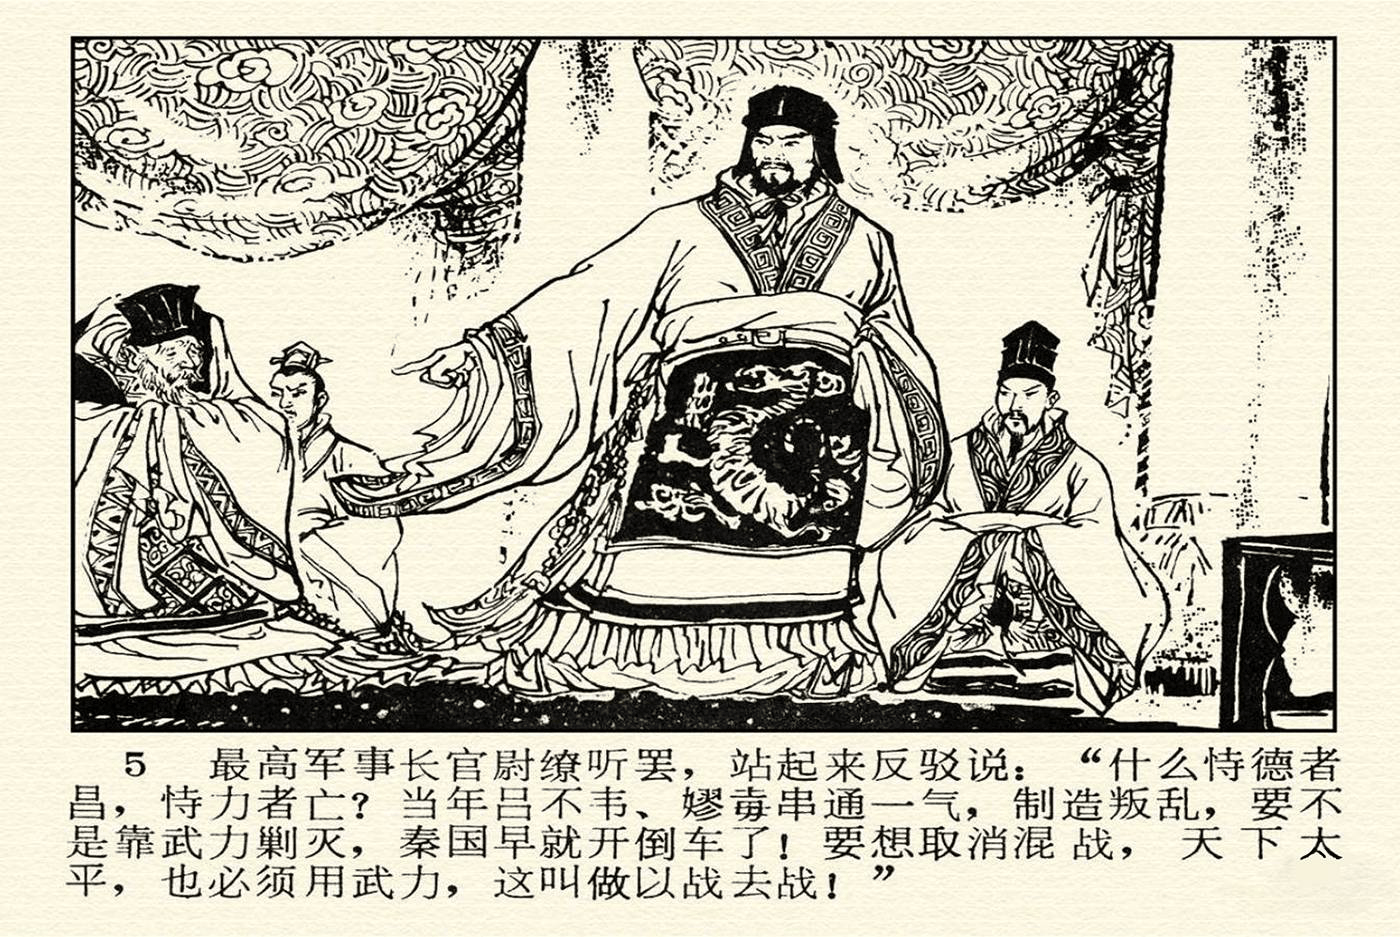 5 最高军事长官尉缭听罢，站起来反驳说：“什么恃德者
昌，恃力者亡？当年吕不韦、嫪毐串通一气，制造叛乱，要不
是靠武力剿灭，秦国早就开倒车了！要想取消混战，天下太
平，也必须用武力，这叫做以战去战！”